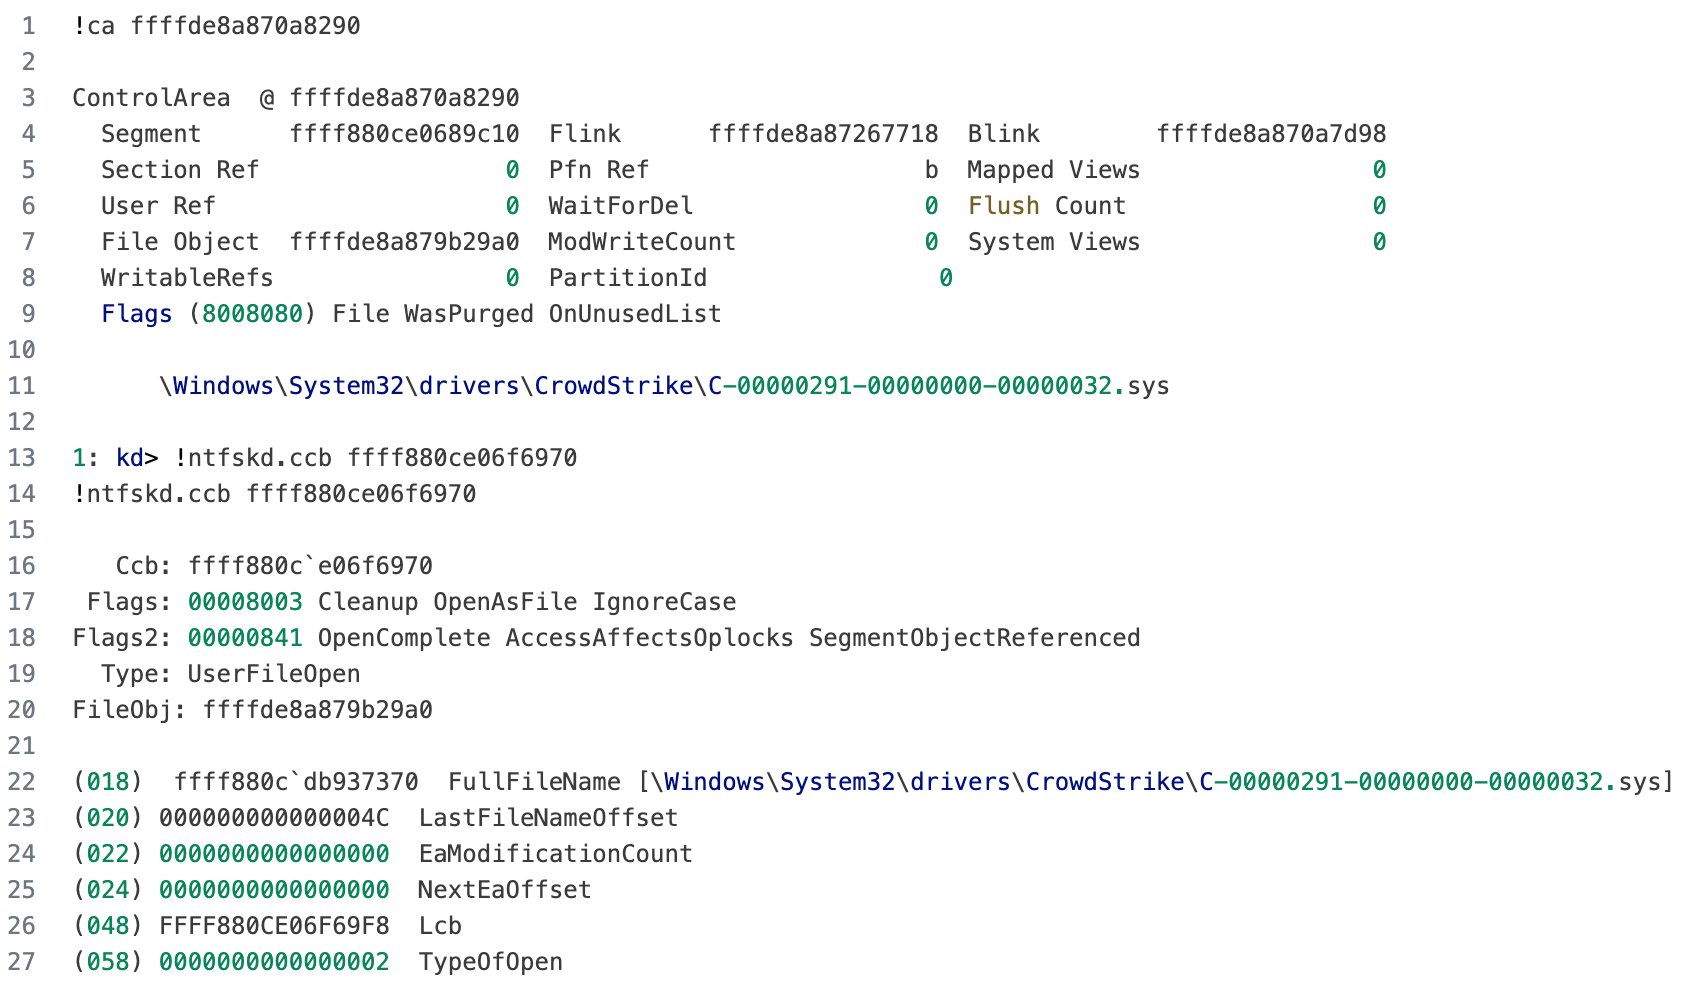 1 !ca ffffde8a870a8290
2
3 ControlArea  @ ffffde8a870a8290
4   Segment      ffff880ce0689c10  Flink      ffffde8a87267718  Blink        ffffde8a870a7d98
5   Section Ref                 0  Pfn Ref                   b  Mapped Views                0
6   User Ref                    0  WaitForDel                0  Flush Count                 0
7   File Object  ffffde8a879b29a0  ModWriteCount             0  System Views                0
8   WritableRefs                0  PartitionId                0
9   Flags (8008080) File WasPurged OnUnusedList
10
11       \Windows\System32\drivers\CrowdStrike\C-00000291-00000000-00000032.sys
12
13 1: kd> !ntfskd.ccb ffff880ce06f6970
14 !ntfskd.ccb ffff880ce06f6970
15
16    Ccb: ffff880c`e06f6970
17  Flags: 00008003 Cleanup OpenAsFile IgnoreCase
18 Flags2: 00000841 OpenComplete AccessAffectsOplocks SegmentObjectReferenced
19   Type: UserFileOpen
20 FileObj: ffffde8a879b29a0
21
22 (018)  ffff880c`db937370  FullFileName [\Windows\System32\drivers\CrowdStrike\C-00000291-00000000-00000032.sys]
23 (020) 000000000000004C  LastFileNameOffset
24 (022) 0000000000000000  EaModificationCount
25 (024) 0000000000000000  NextEaOffset
26 (048) FFFF880CE06F69F8  Lcb
27 (058) 0000000000000002  TypeOfOpen